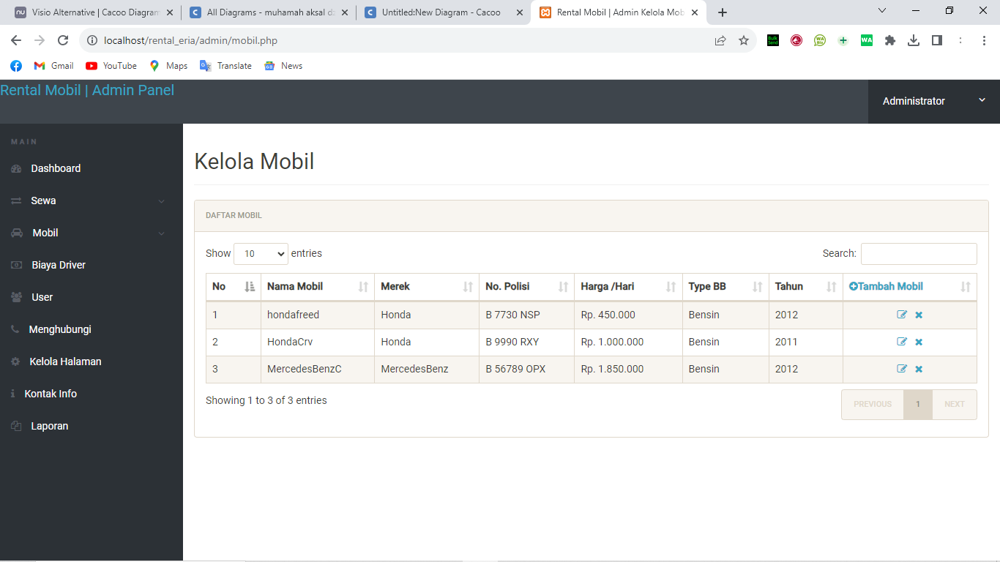 Visio Alternative | Cacoo Diagram
All Diagrams - muhamah aksal dz
Untitled:New Diagram - Cacoo
Rental Mobil | Admin Kelola Mob
localhost/rental_eria/admin/mobil.php
Gmail
YouTube
Maps
Translate
News
Rental Mobil | Admin Panel
Administrator
MAIN
Dashboard
Sewa
Mobil
Biaya Driver
User
Menghubungi
Kelola Halaman
Kontak Info
Laporan
Kelola Mobil
DAFTAR MOBIL
Show 10 entries
Search:
No Nama Mobil Merek No. Polisi Harga /Hari Type BB Tahun Tambah Mobil
1 hondafreed Honda B 7730 NSP Rp. 450.000 Bensin 2012
2 HondaCrv Honda B 9990 RXY Rp. 1.000.000 Bensin 2011
3 MercedesBenzC MercedesBenz B 56789 OPX Rp. 1.850.000 Bensin 2012
Showing 1 to 3 of 3 entries
PREVIOUS 1 NEXT